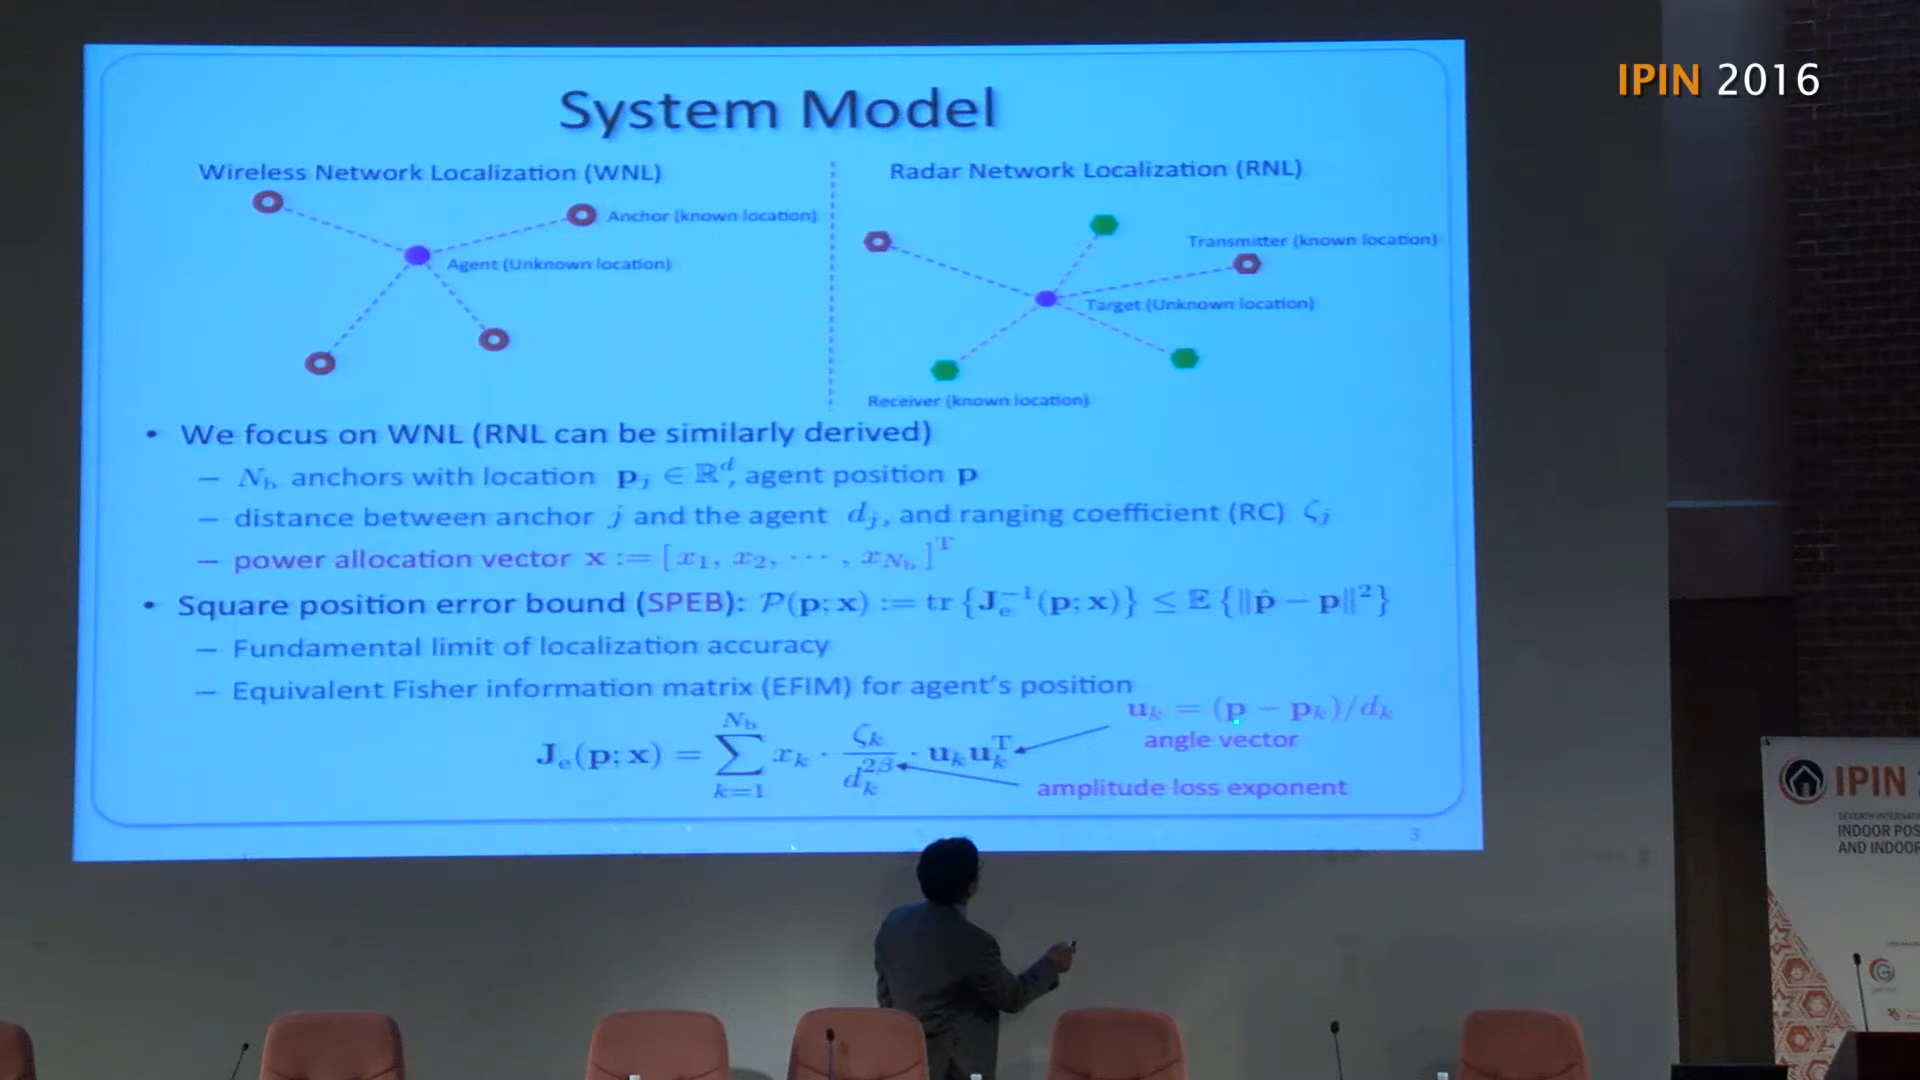 IPIN 2016
System Model
Wireless Network Localization (WNL)
Anchor (known location)
Agent (Unknown location)
Radar Network Localization (RNL)
Transmitter (known location)
Target (Unknown location)
Receiver (known location)
• We focus on WNL (RNL can be similarly derived)
– N_b anchors with location p_j ∈ ℝ^d, agent position p
– distance between anchor j and the agent d_j, and ranging coefficient (RC) ζ_j
– power allocation vector x := [x_1, x_2, ⋯, x_{N_b}]^T
• Square position error bound (SPEB): 𝒫(p; x) := tr{J_e^{-1}(p; x)} ≤ 𝔼{‖p̂ − p‖²}
– Fundamental limit of localization accuracy
– Equivalent Fisher information matrix (EFIM) for agent's position
J_e(p; x) = ∑_{k=1}^{N_b} x_k · ζ_k / d_k^{2β} · u_k u_k^T
u_k = (p − p_k)/d_k
angle vector
amplitude loss exponent
3
IPIN
INDOOR POS
AND INDOOR